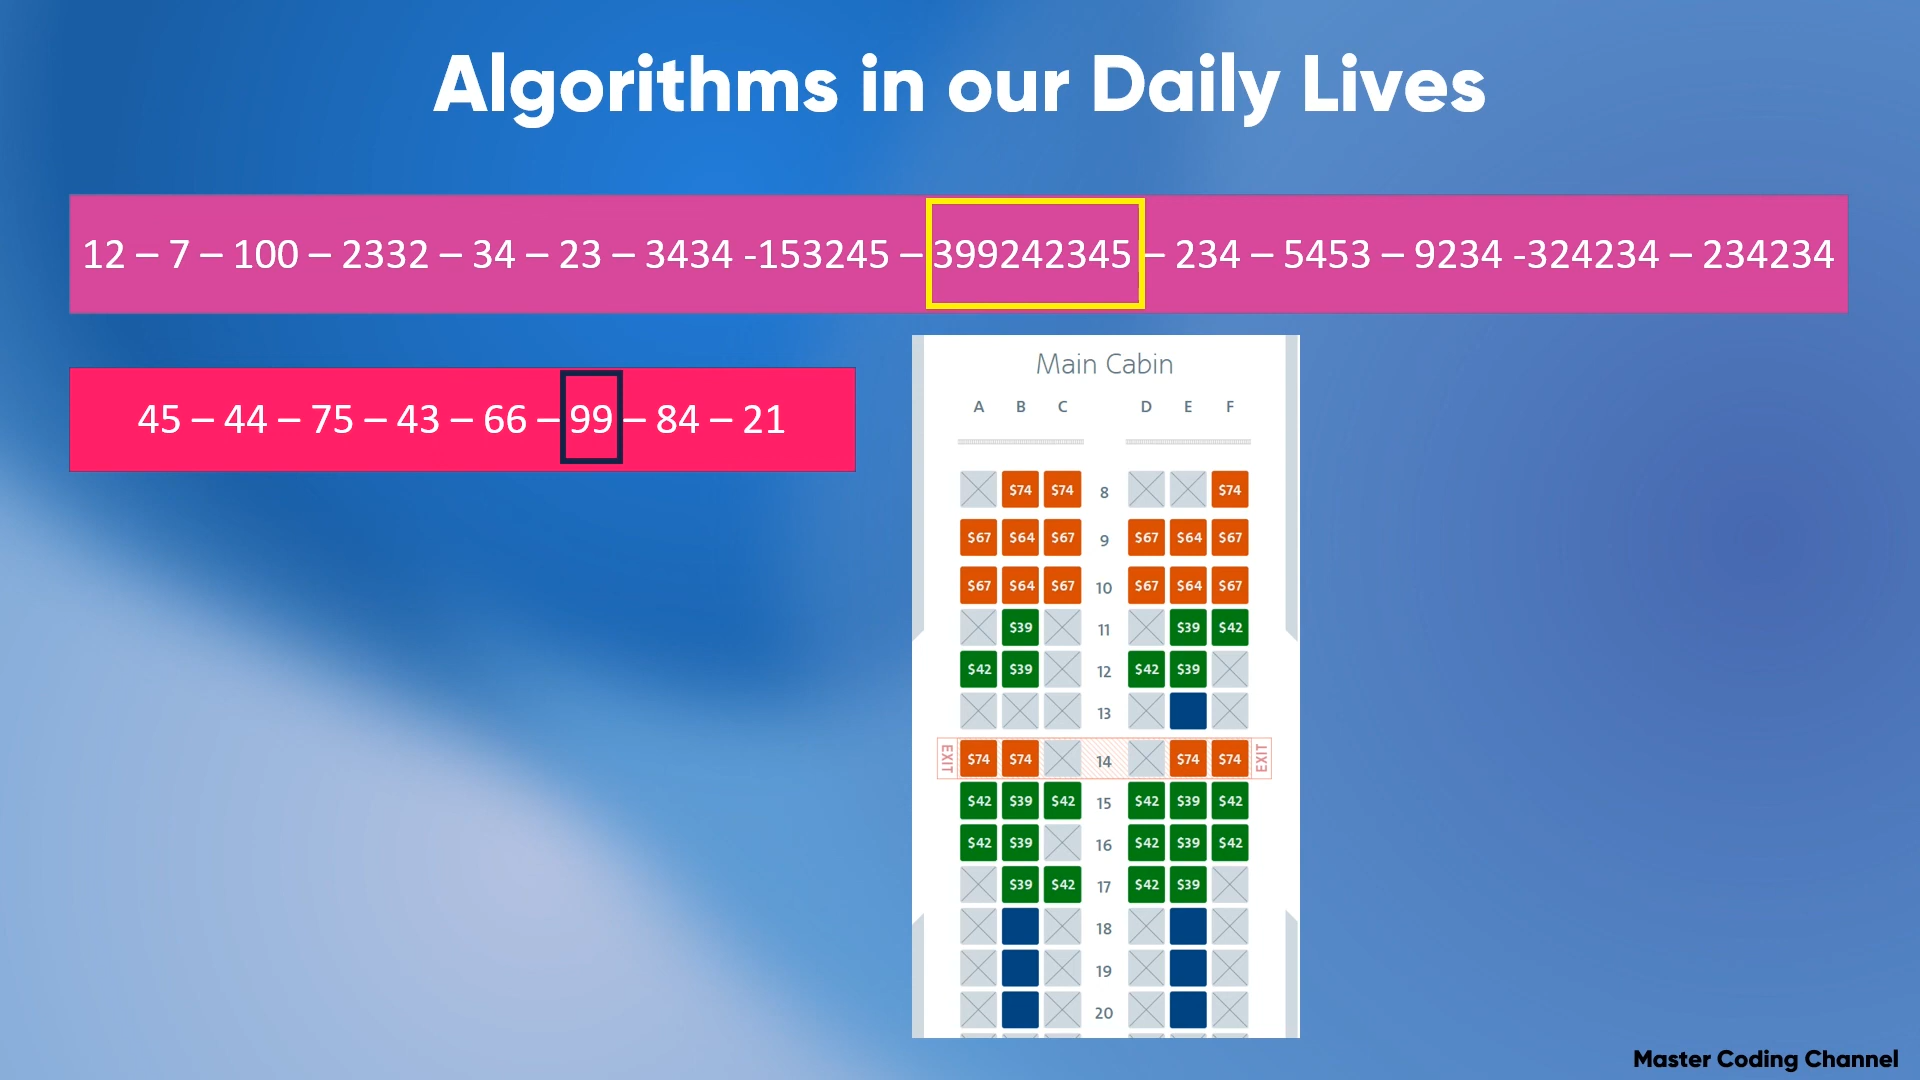 Algorithms in our Daily Lives
12 – 7 – 100 – 2332 – 34 – 23 – 3434 -153245 – 399242345 – 234 – 5453 – 9234 -324234 – 234234
45 – 44 – 75 – 43 – 66 – 99 – 84 – 21
Main Cabin
A B C D E F
$74 $74 8 $74
$67 $64 $67 9 $67 $64 $67
$67 $64 $67 10 $67 $64 $67
$39 11 $39 $42
$42 $39 12 $42 $39
13
EXIT $74 $74 14 $74 $74 EXIT
$42 $39 $42 15 $42 $39 $42
$42 $39 16 $42 $39 $42
$39 $42 17 $42 $39
18
19
20
Master Coding Channel